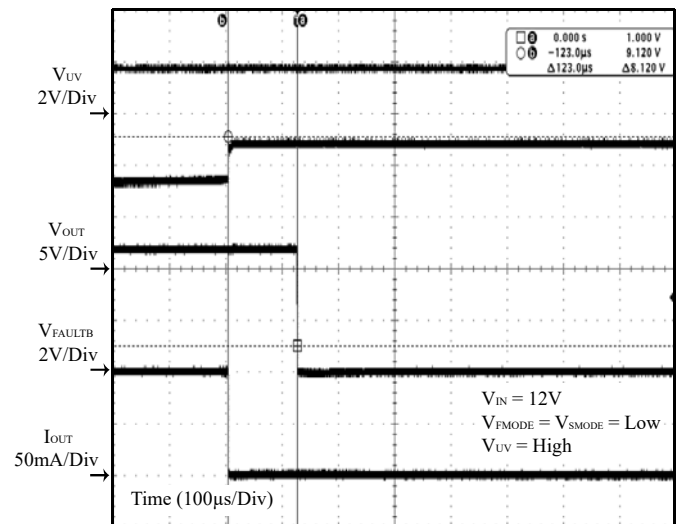 b a
a 0.000 s 1.000 V
b −123.0µs 9.120 V
Δ123.0µs Δ8.120 V
VUV
2V/Div
VOUT
5V/Div
VFAULTB
2V/Div
IOUT
50mA/Div
VIN = 12V
VFMODE = VSMODE = Low
VUV = High
Time (100µs/Div)